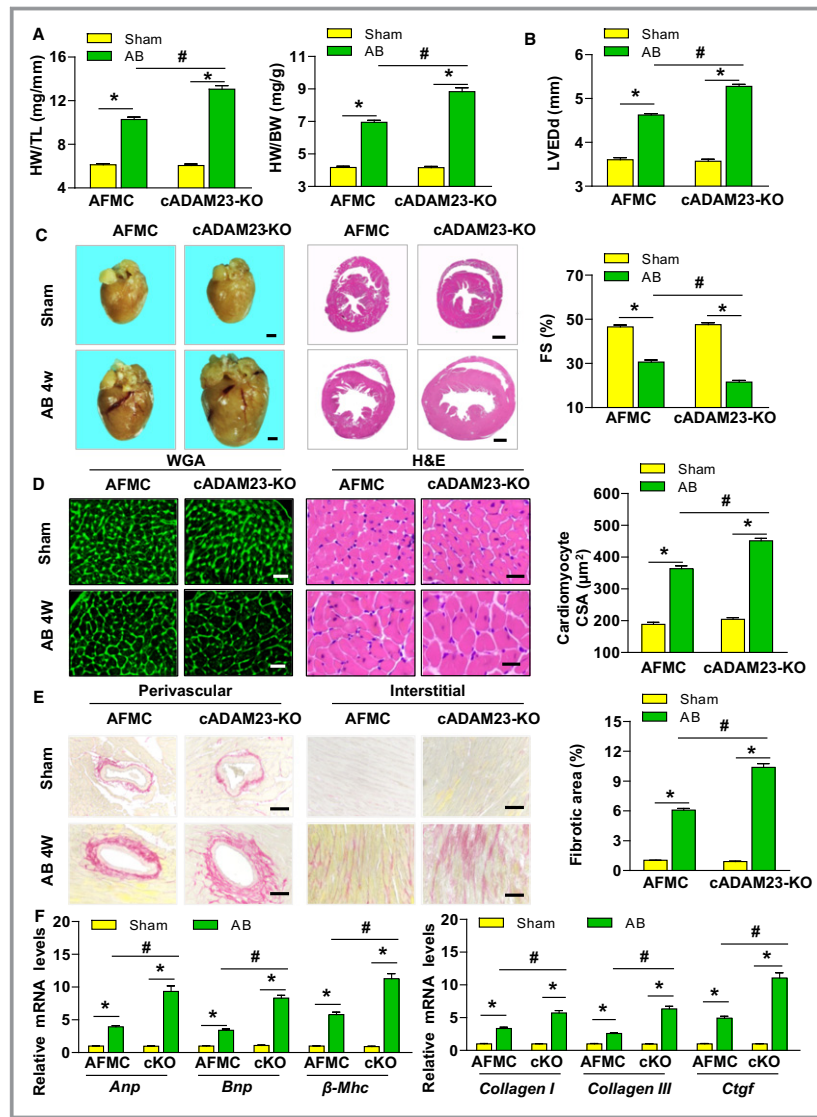 A
Sham
AB
HW/TL (mg/mm)
16
13
10
7
4
*
*
#
AFMC
cADAM23-KO
Sham
AB
HW/BW (mg/g)
11
9
7
5
3
*
*
#
AFMC
cADAM23-KO
B
Sham
AB
LVEDd (mm)
6
5
4
3
*
*
#
AFMC
cADAM23-KO
C
AFMC
cADAM23-KO
AFMC
cADAM23-KO
Sham
AB 4w
Sham
AB
FS (%)
70
50
30
10
*
*
#
AFMC
cADAM23-KO
WGA
H&E
D
AFMC
cADAM23-KO
AFMC
cADAM23-KO
Sham
AB 4W
Sham
AB
Cardiomyocyte
CSA (µm²)
600
500
400
300
200
100
*
*
#
AFMC
cADAM23-KO
Perivascular
Interstitial
E
AFMC
cADAM23-KO
AFMC
cADAM23-KO
Sham
AB 4W
Sham
AB
Fibrotic area (%)
15
12
9
6
3
0
*
*
#
AFMC
cADAM23-KO
F
Sham
AB
Relative mRNA levels
20
15
10
5
0
*
*
#
*
*
#
*
*
#
AFMC cKO AFMC cKO AFMC cKO
Anp Bnp β-Mhc
Sham
AB
Relative mRNA levels
20
15
10
5
0
*
*
#
*
*
#
*
*
#
AFMC cKO AFMC cKO AFMC cKO
Collagen I Collagen III Ctgf